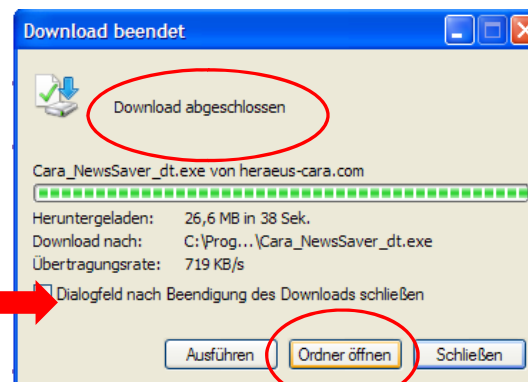 Download beendet
Download abgeschlossen
Cara_NewsSaver_dt.exe von heraeus-cara.com
Heruntergeladen: 26,6 MB in 38 Sek.
Download nach: C:\Prog...\Cara_NewsSaver_dt.exe
Übertragungsrate: 719 KB/s
Dialogfeld nach Beendigung des Downloads schließen
Ausführen Ordner öffnen Schließen